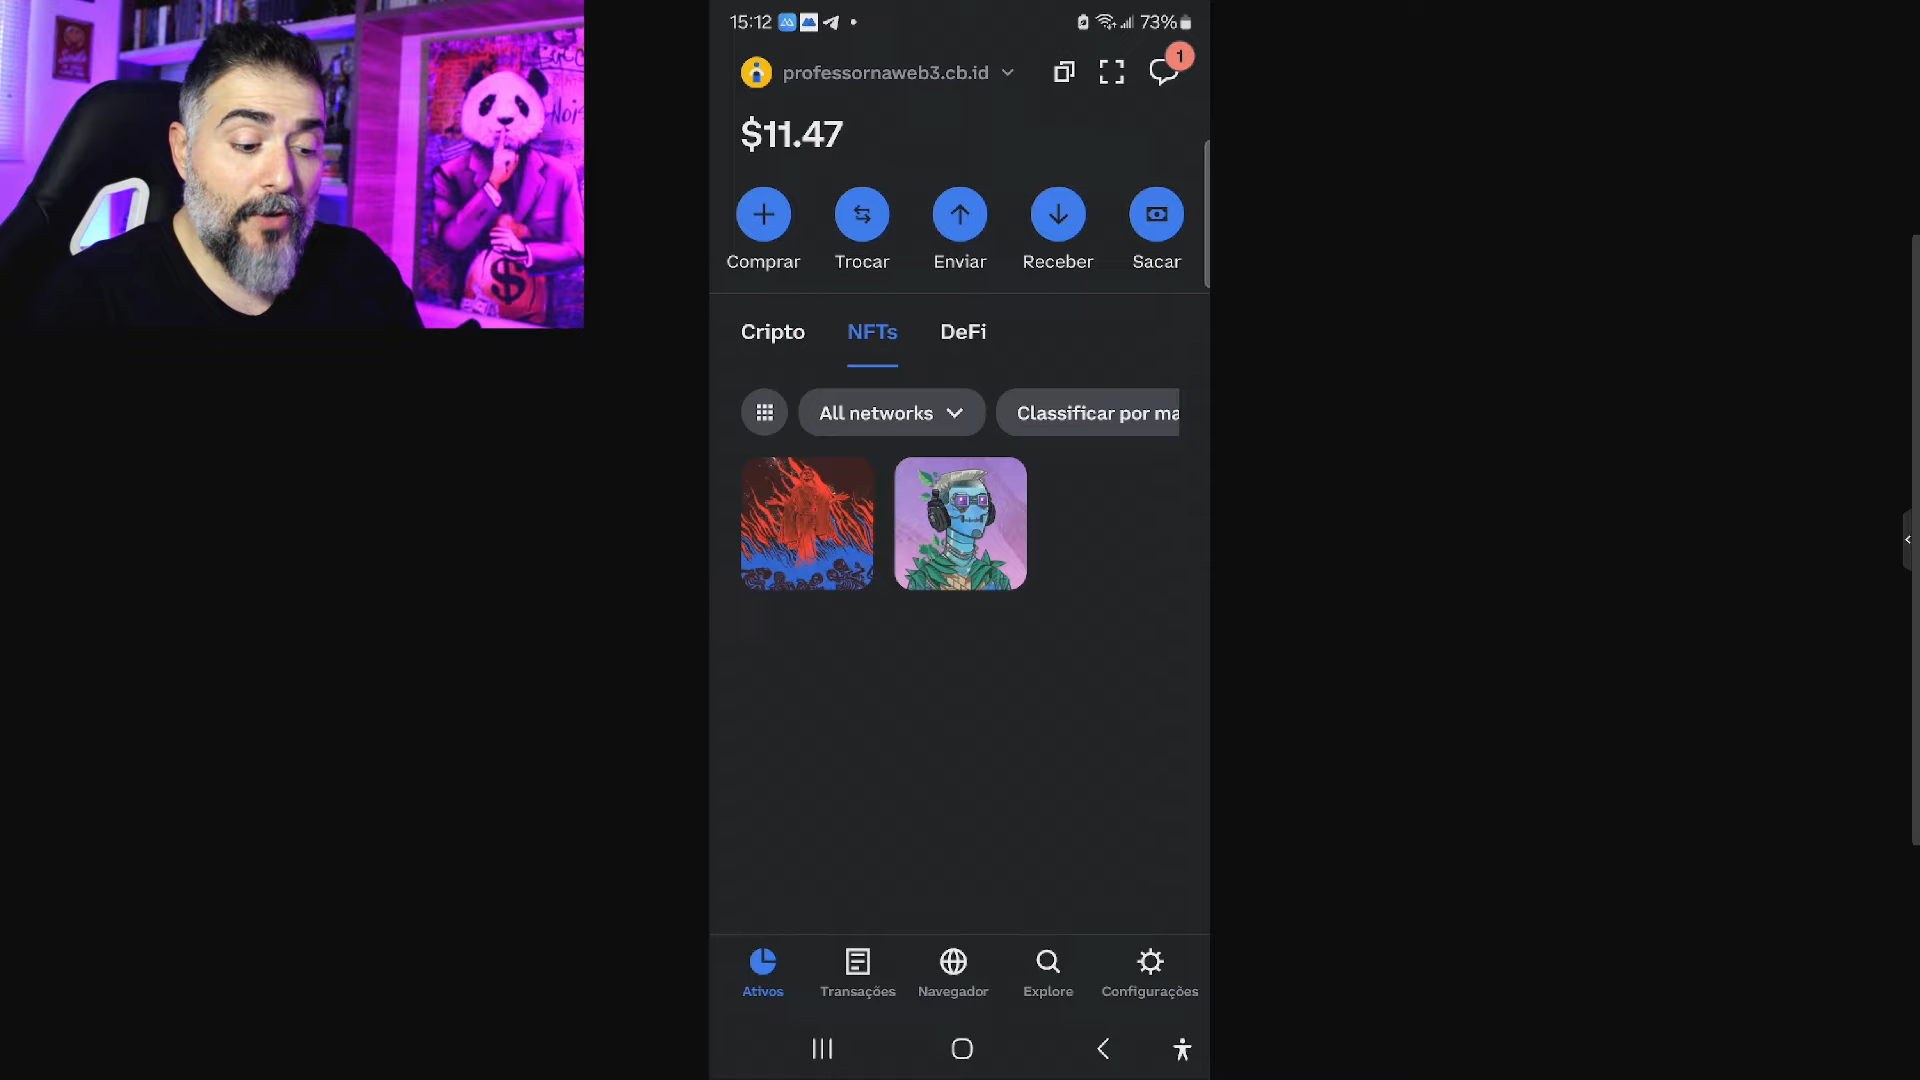 15:12
73%
professornaweb3.cb.id
1
$11.47
Comprar
Trocar
Enviar
Receber
Sacar
Cripto
NFTs
DeFi
All networks
Classificar por ma
Ativos
Transações
Navegador
Explore
Configurações
$